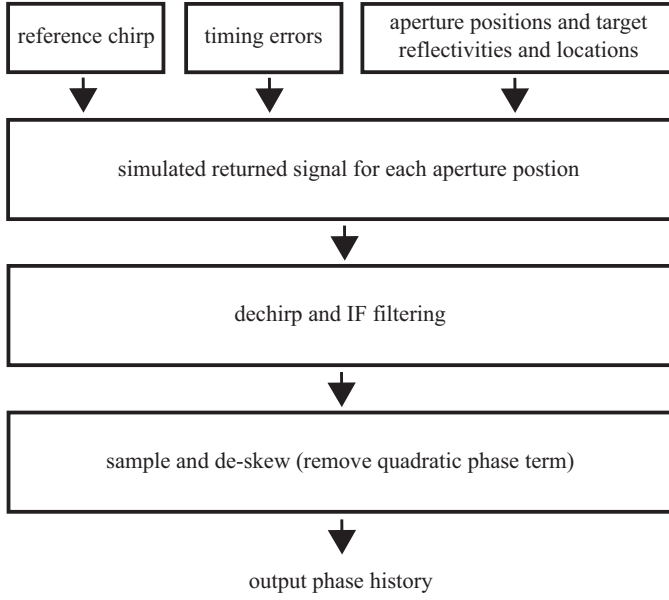 reference chirp
timing errors
aperture positions and target
reflectivities and locations
simulated returned signal for each aperture postion
dechirp and IF filtering
sample and de-skew (remove quadratic phase term)
output phase history